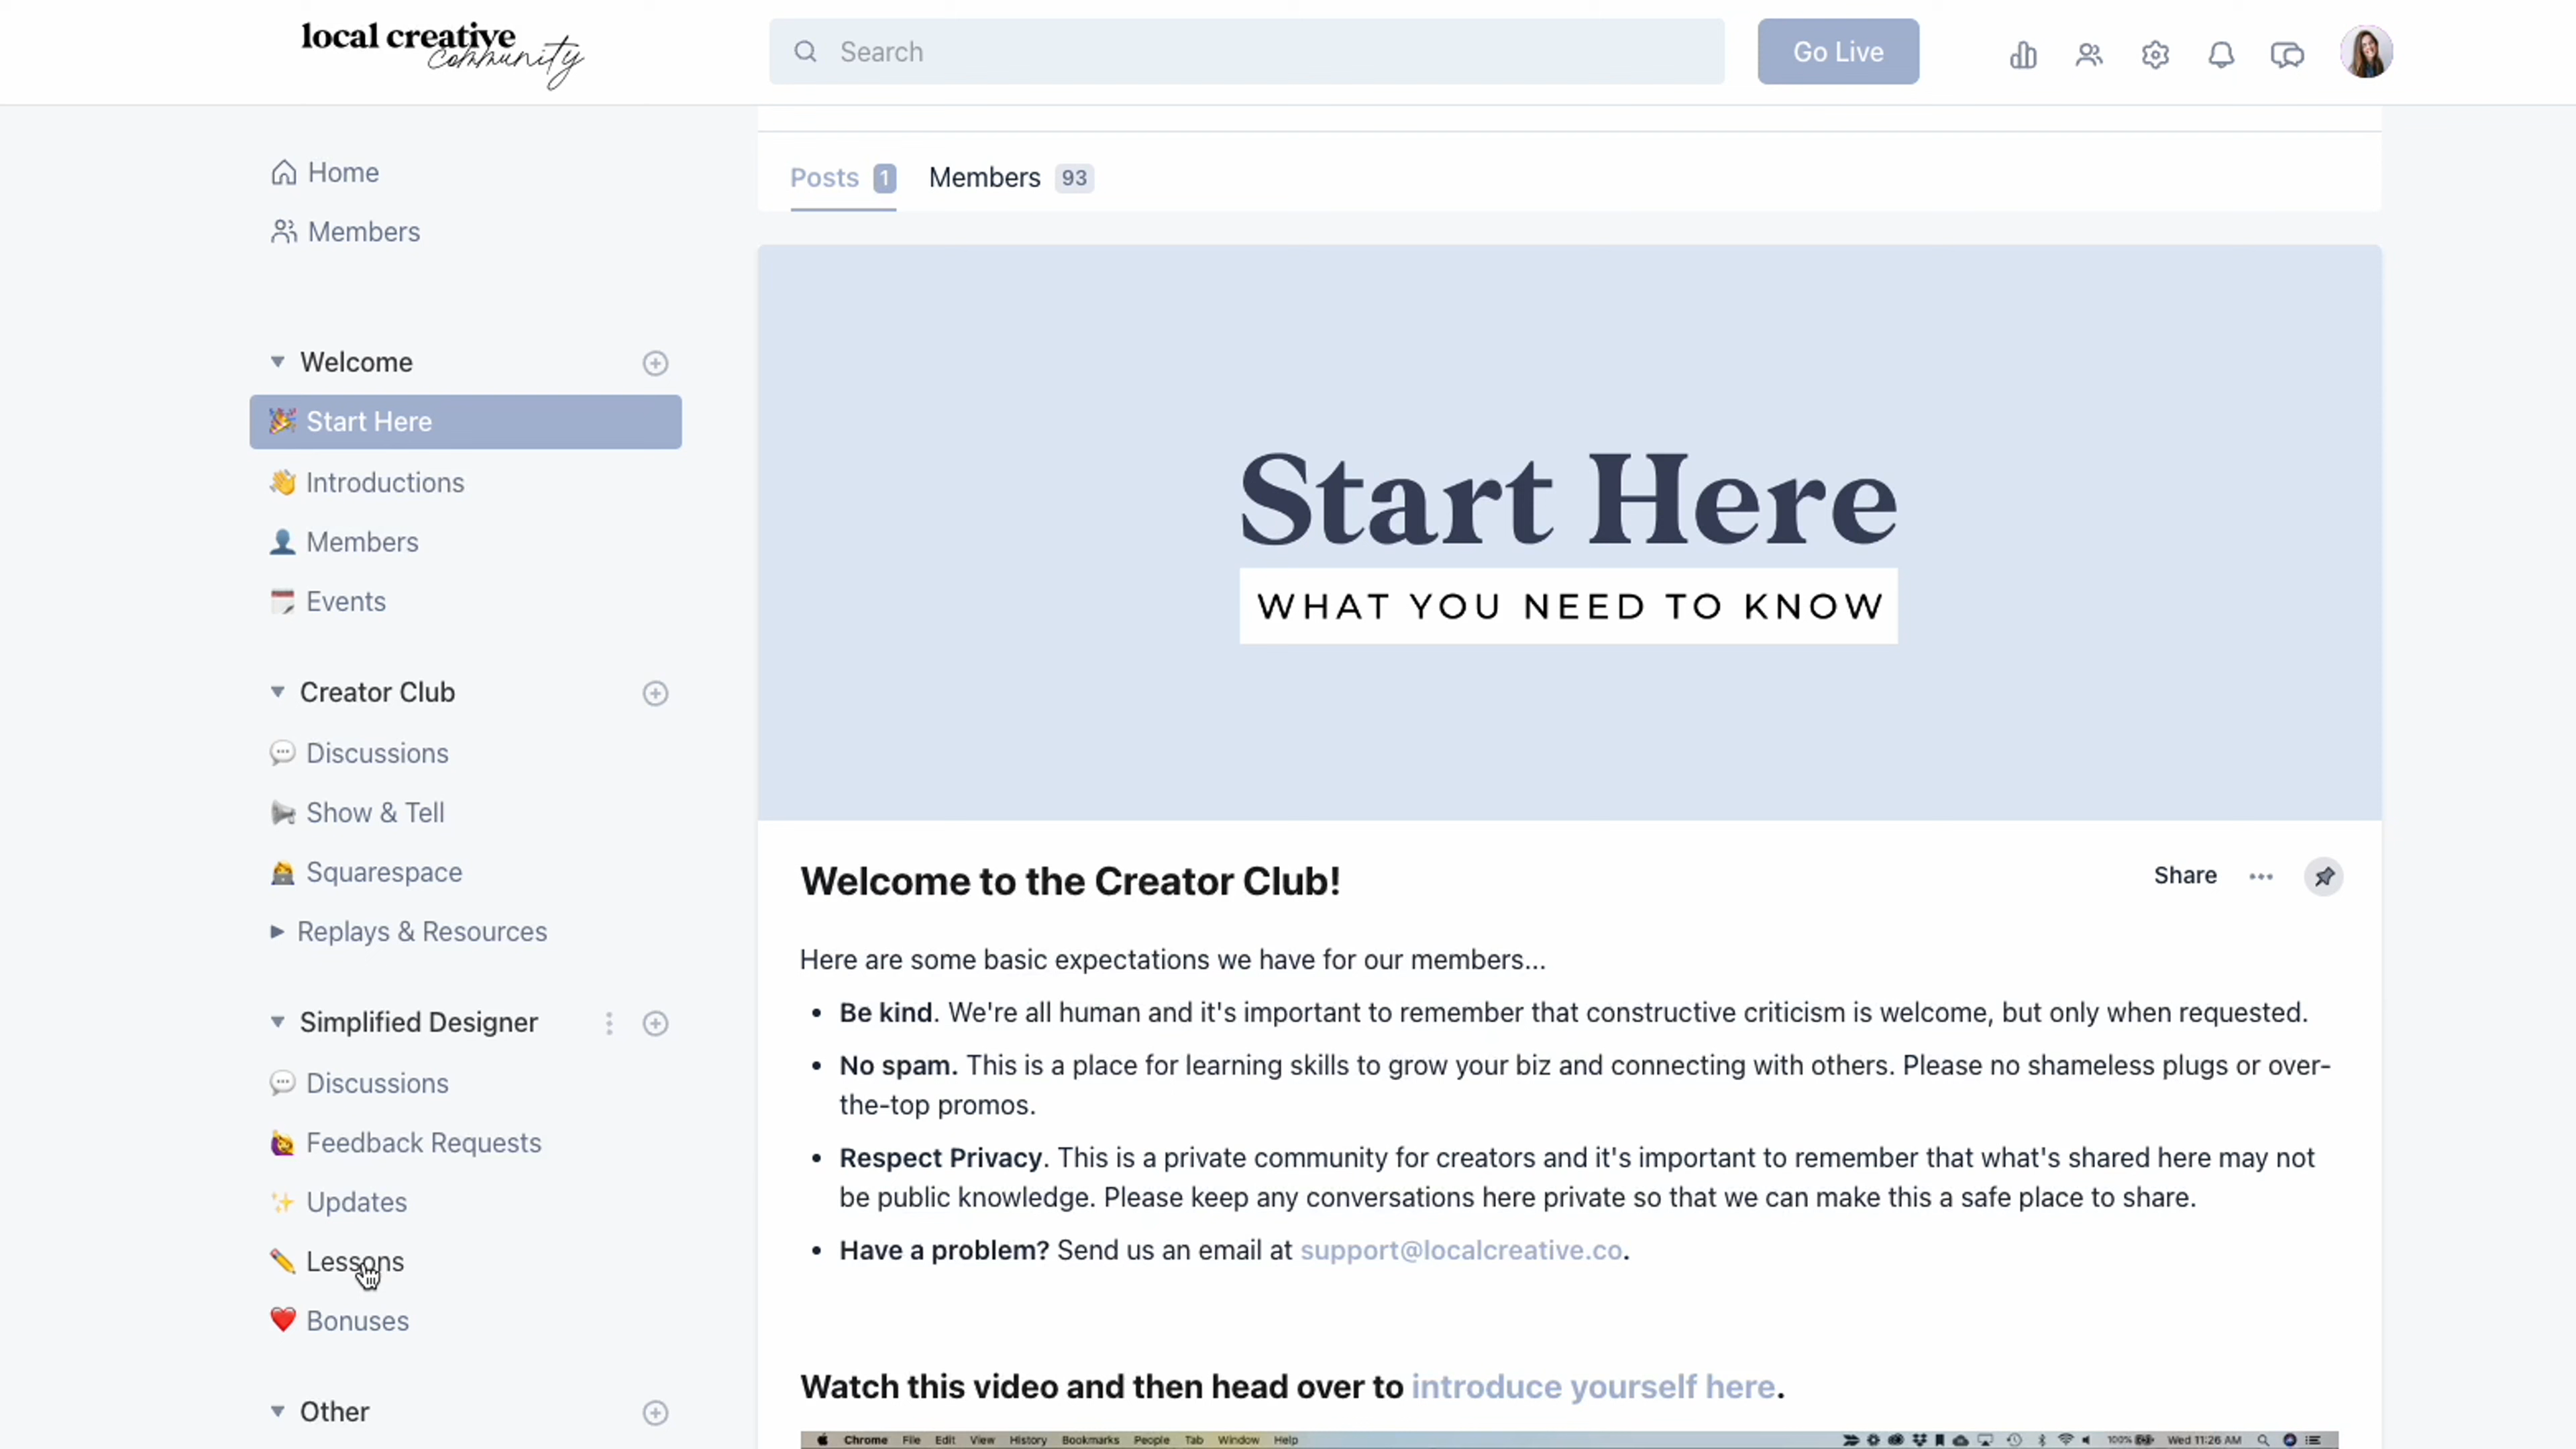 local creative
community
Search
Go Live
Home
Members
Welcome
Start Here
Introductions
Members
Events
Creator Club
Discussions
Show & Tell
Squarespace
Replays & Resources
Simplified Designer
Discussions
Feedback Requests
Updates
Lessons
Bonuses
Other
Posts 1 Members 93
Start Here
WHAT YOU NEED TO KNOW
Welcome to the Creator Club!
Share
Here are some basic expectations we have for our members...
• Be kind. We're all human and it's important to remember that constructive criticism is welcome, but only when requested.
• No spam. This is a place for learning skills to grow your biz and connecting with others. Please no shameless plugs or over-
the-top promos.
• Respect Privacy. This is a private community for creators and it's important to remember that what's shared here may not
be public knowledge. Please keep any conversations here private so that we can make this a safe place to share.
• Have a problem? Send us an email at support@localcreative.co.
Watch this video and then head over to introduce yourself here.
Chrome File Edit View History Bookmarks People Tab Window Help 100% Wed 11:26 AM